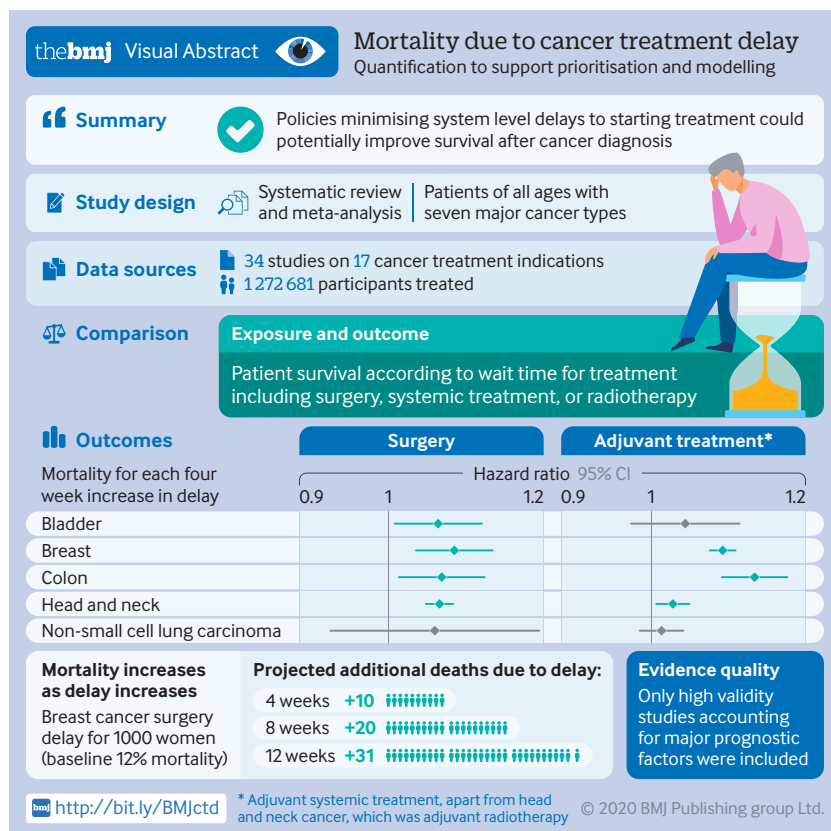 thebmj Visual Abstract
Mortality due to cancer treatment delay
Quantification to support prioritisation and modelling
Summary
Policies minimising system level delays to starting treatment could
potentially improve survival after cancer diagnosis
Study design
Systematic review
and meta-analysis
Patients of all ages with
seven major cancer types
Data sources
34 studies on 17 cancer treatment indications
1 272 681 participants treated
Comparison
Exposure and outcome
Patient survival according to wait time for treatment
including surgery, systemic treatment, or radiotherapy
Outcomes
Surgery
Adjuvant treatment*
Mortality for each four
week increase in delay
Hazard ratio 95% CI
0.9 1 1.2 0.9 1 1.2
Bladder
Breast
Colon
Head and neck
Non-small cell lung carcinoma
Mortality increases
as delay increases
Breast cancer surgery
delay for 1000 women
(baseline 12% mortality)
Projected additional deaths due to delay:
4 weeks +10
8 weeks +20
12 weeks +31
Evidence quality
Only high validity
studies accounting
for major prognostic
factors were included
bmj http://bit.ly/BMJctd
* Adjuvant systemic treatment, apart from head
and neck cancer, which was adjuvant radiotherapy
© 2020 BMJ Publishing group Ltd.